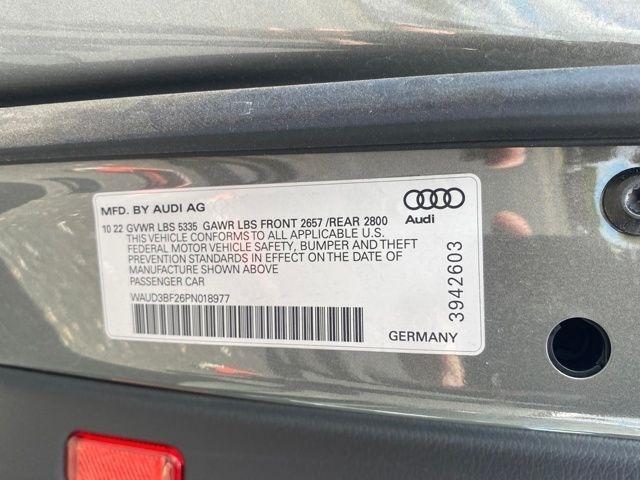 MFD. BY AUDI AG
Audi
10 22 GVWR LBS 5335 GAWR LBS FRONT 2657 /REAR 2800
THIS VEHICLE CONFORMS TO ALL APPLICABLE U.S.
FEDERAL MOTOR VEHICLE SAFETY, BUMPER AND THEFT
PREVENTION STANDARDS IN EFFECT ON THE DATE OF
MANUFACTURE SHOWN ABOVE
PASSENGER CAR
WAUD3BF26PN018977
GERMANY
3942603